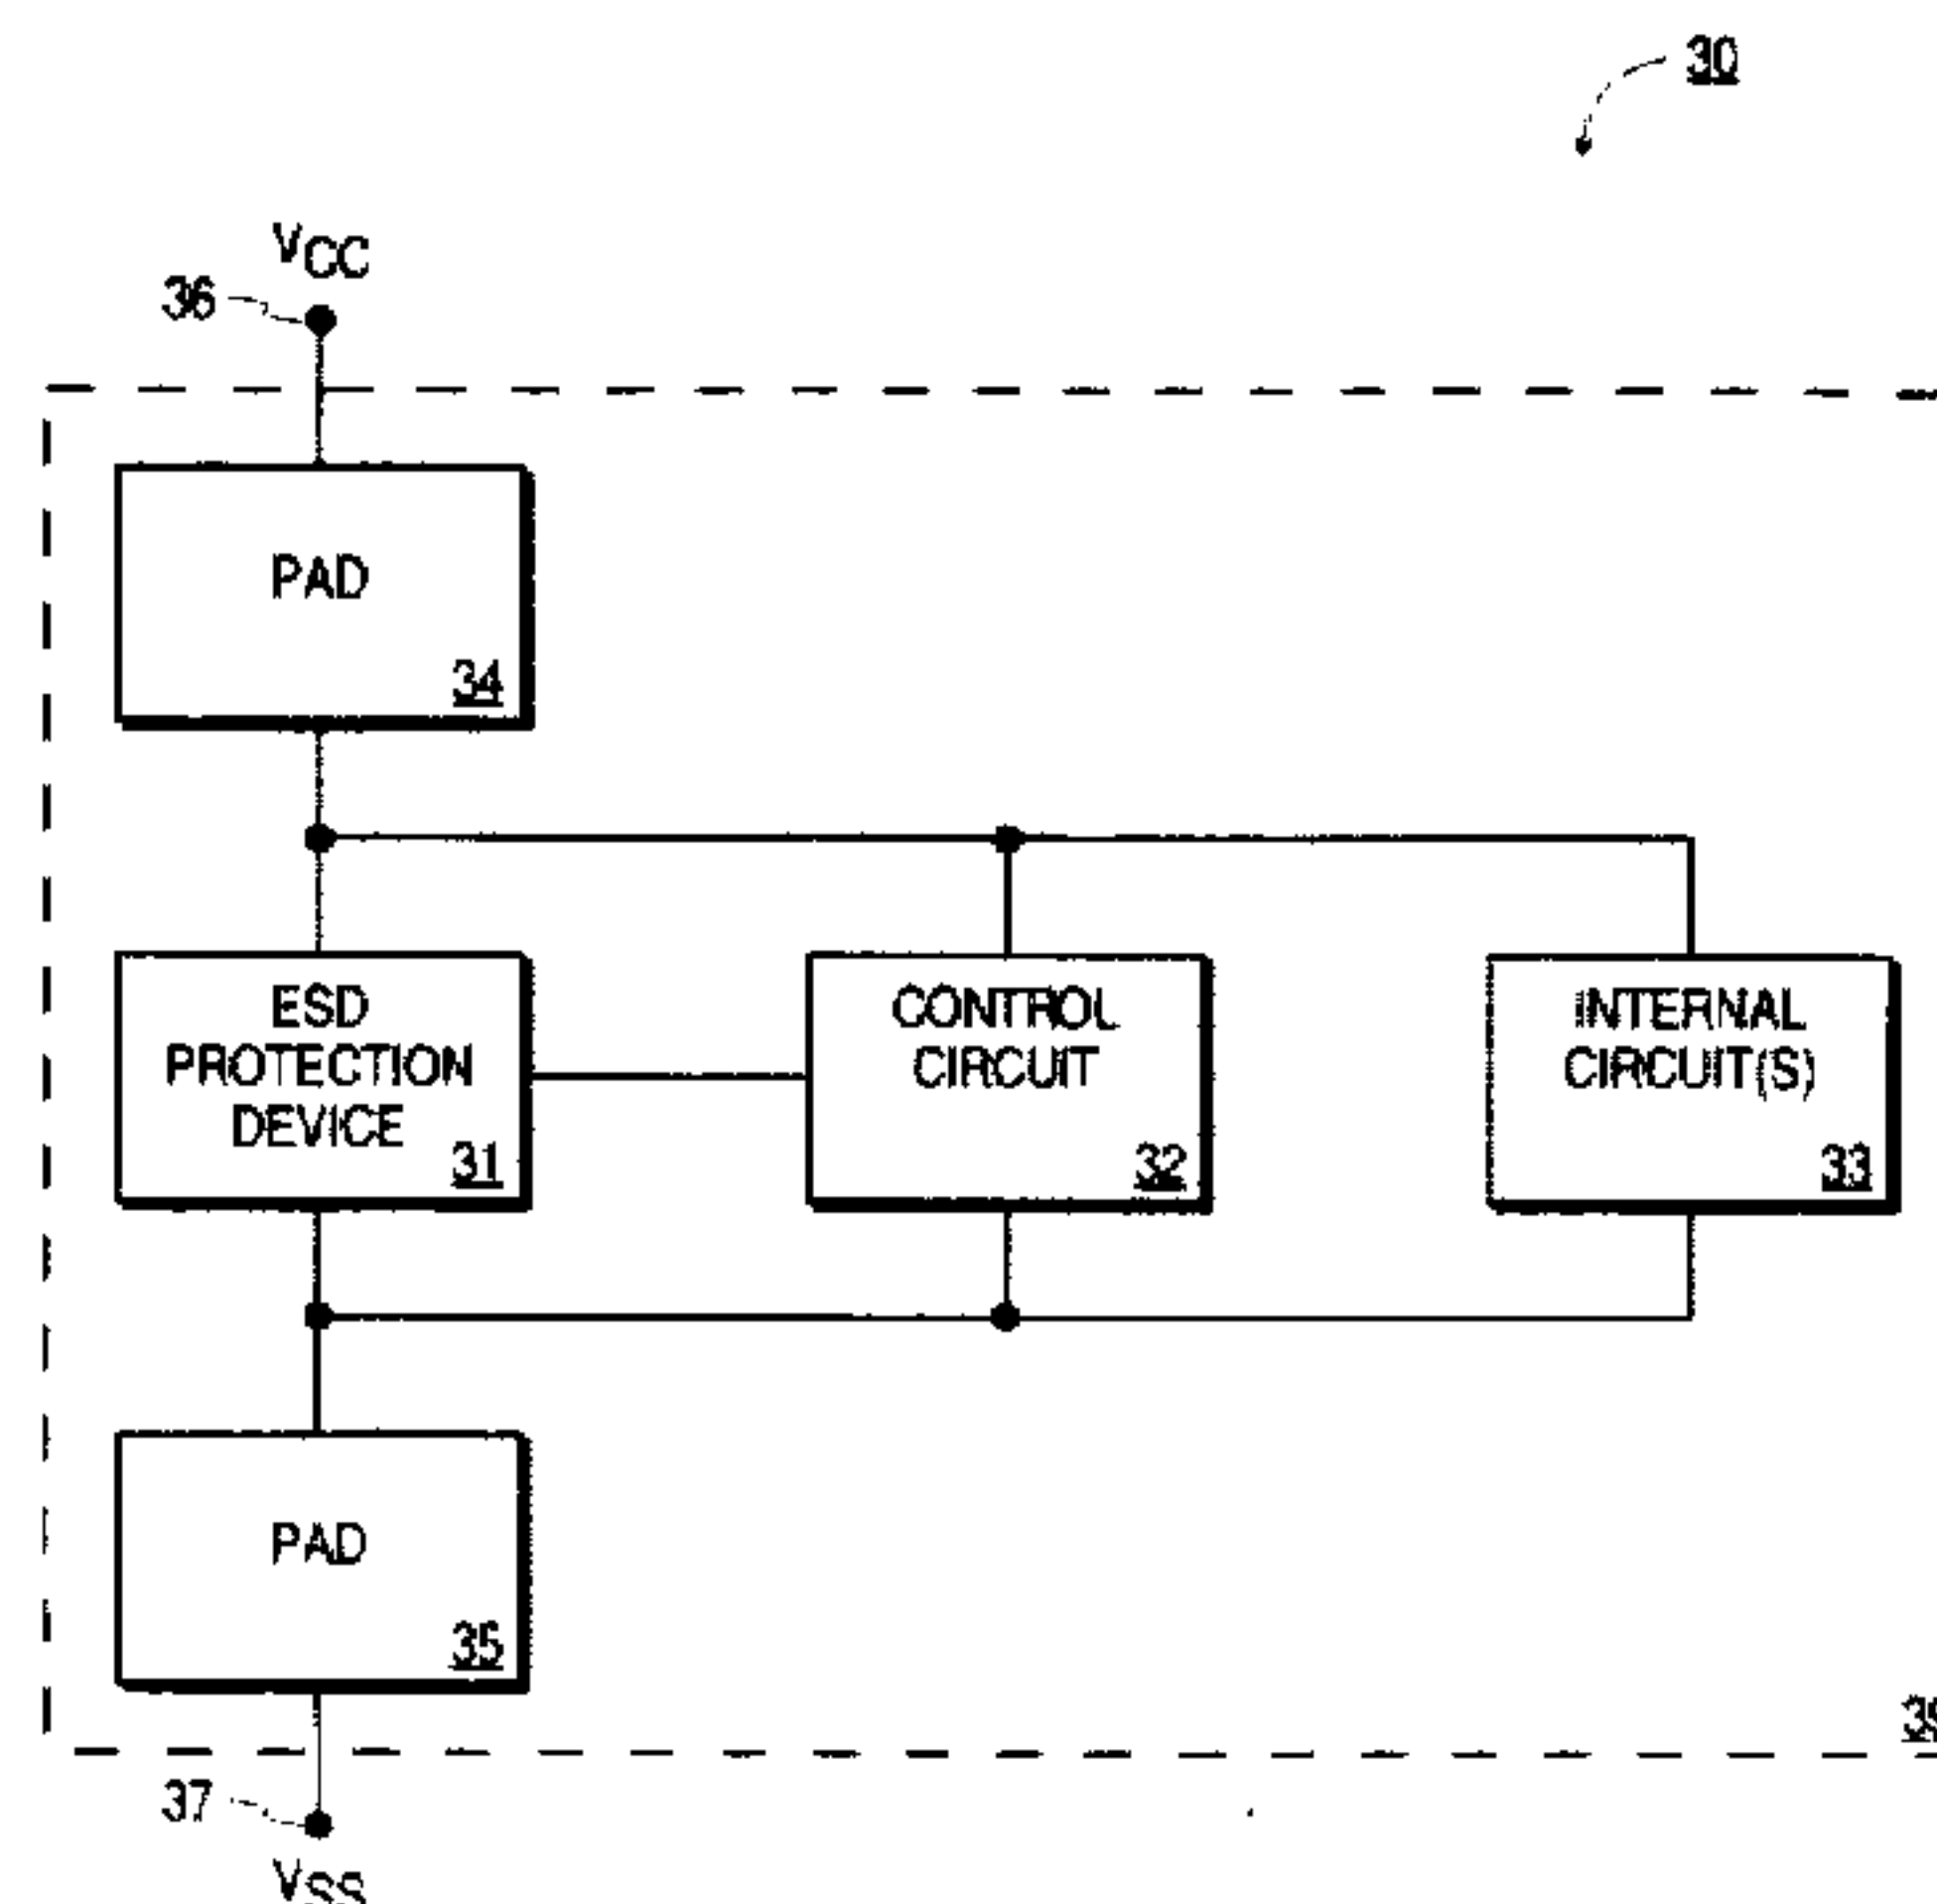 30
VCC
36
PAD
34
ESD
PROTECTION
DEVICE
31
CONTROL
CIRCUIT
32
INTERNAL
CIRCUIT(S)
33
PAD
35
39
37
VSS